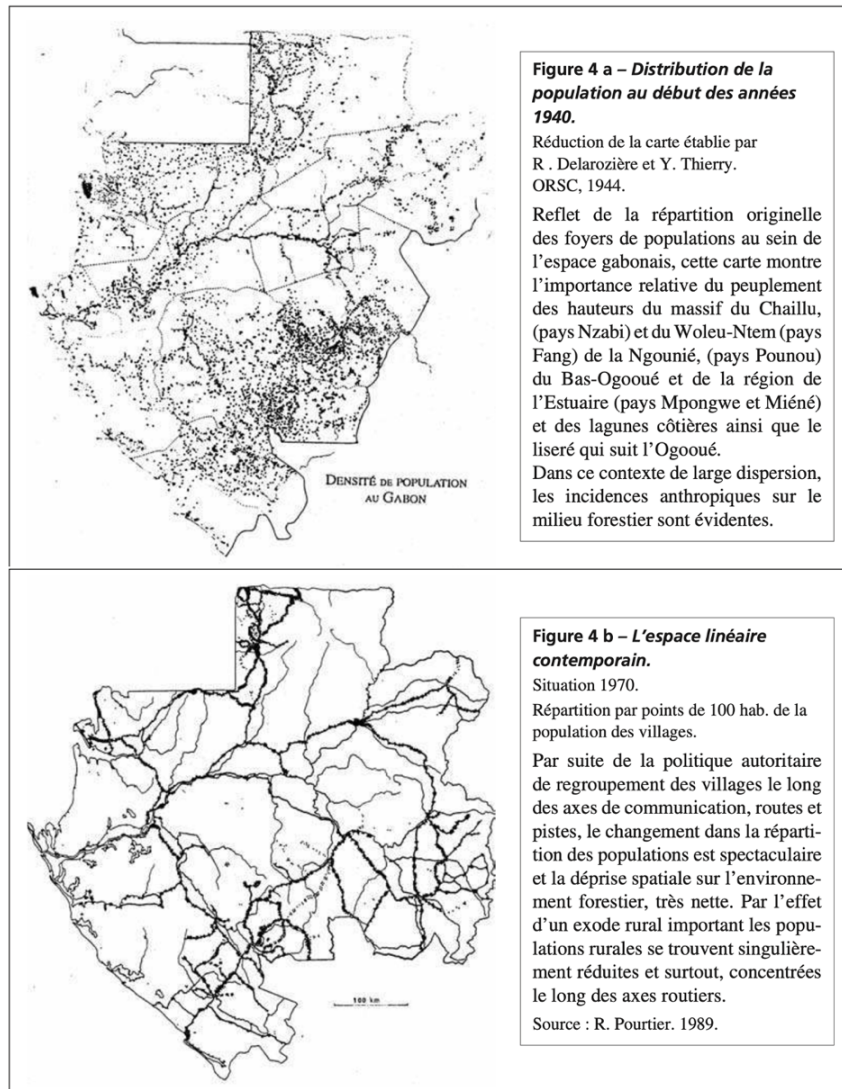 Figure 4 a – Distribution de la
population au début des années
1940.
Réduction de la carte établie par
R . Delarozière et Y. Thierry.
ORSC, 1944.
Reflet de la répartition originelle
des foyers de populations au sein de
l’espace gabonais, cette carte montre
l’importance relative du peuplement
des hauteurs du massif du Chaillu,
(pays Nzabi) et du Woleu-Ntem (pays
Fang) de la Ngounié, (pays Pounou)
du Bas-Ogooué et de la région de
l’Estuaire (pays Mpongwe et Miéné)
et des lagunes côtières ainsi que le
liseré qui suit l’Ogooué.
Dans ce contexte de large dispersion,
les incidences anthropiques sur le
milieu forestier sont évidentes.
DENSITÉ DE POPULATION
AU GABON
Figure 4 b – L’espace linéaire
contemporain.
Situation 1970.
Répartition par points de 100 hab. de la
population des villages.
Par suite de la politique autoritaire
de regroupement des villages le long
des axes de communication, routes et
pistes, le changement dans la réparti-
tion des populations est spectaculaire
et la déprise spatiale sur l’environne-
ment forestier, très nette. Par l’effet
d’un exode rural important les popu-
lations rurales se trouvent singulière-
ment réduites et surtout, concentrées
le long des axes routiers.
Source : R. Pourtier. 1989.
100 km